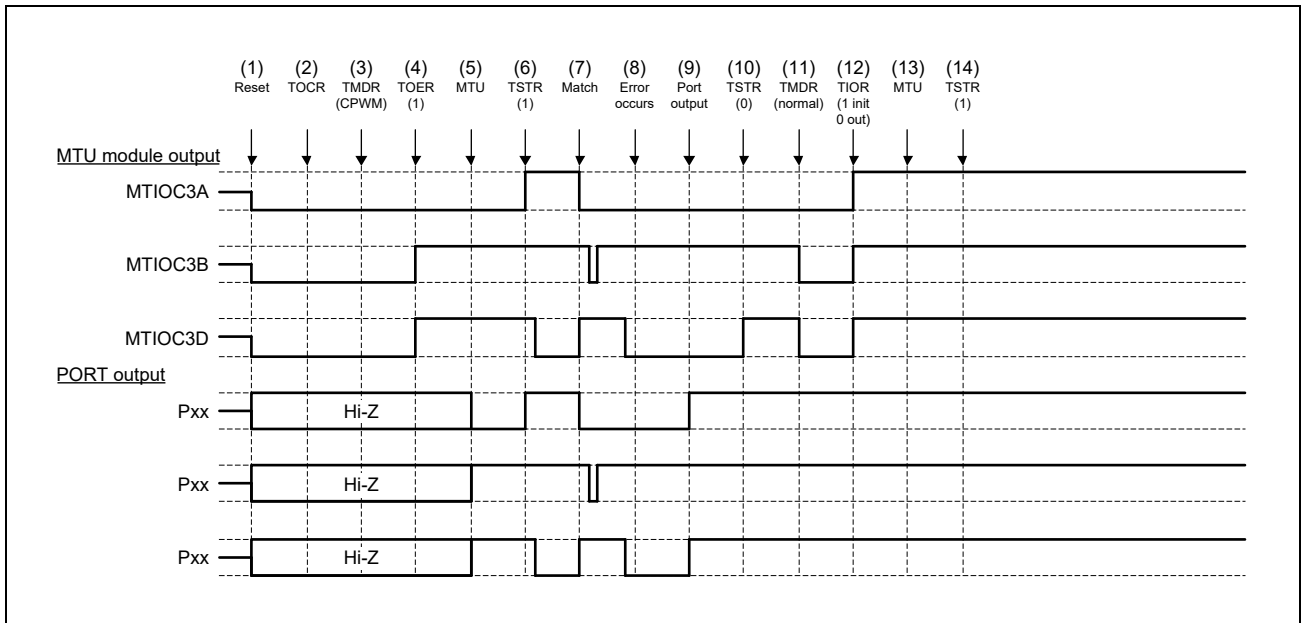 (1) (2) (3) (4) (5) (6) (7) (8) (9) (10) (11) (12) (13) (14)
Reset TOCR TMDR TOER MTU TSTR Match Error Port TSTR TMDR TIOR MTU TSTR
(CPWM) (1) (1) occurs output (0) (normal) (1 init (1)
0 out)
MTU module output
MTIOC3A
MTIOC3B
MTIOC3D
PORT output
Pxx Hi-Z
Pxx Hi-Z
Pxx Hi-Z